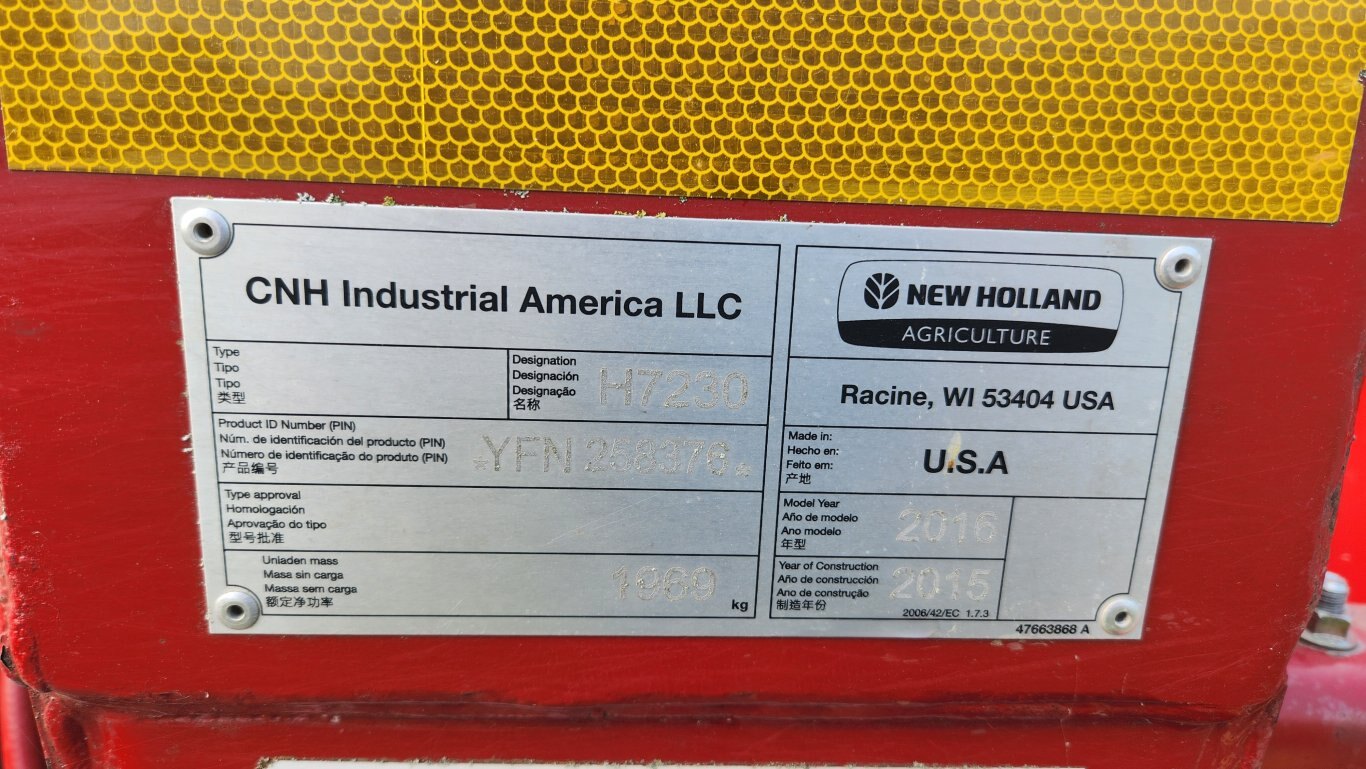 CNH Industrial America LLC
Type
Tipo
Tipo
类型
Designation
Designación
Designação
名称
H7230
Product ID Number (PIN)
Núm. de identificación del producto (PIN)
Número de identificação do produto (PIN)
产品编号
*YFN 258376*
Type approval
Homologación
Aprovação do tipo
型号批准
Uniaden mass
Masa sin carga
Massa sem carga
额定净功率
1969
kg
NEW HOLLAND
AGRICULTURE
Racine, WI 53404 USA
Made in:
Hecho en:
Feito em:
产地
U.S.A
Model Year
Año de modelo
Ano modelo
年型
2016
Year of Construction
Año de construcción
Ano de construção
制造年份
2015
2006/42/EC 1.7.3
47663868 A